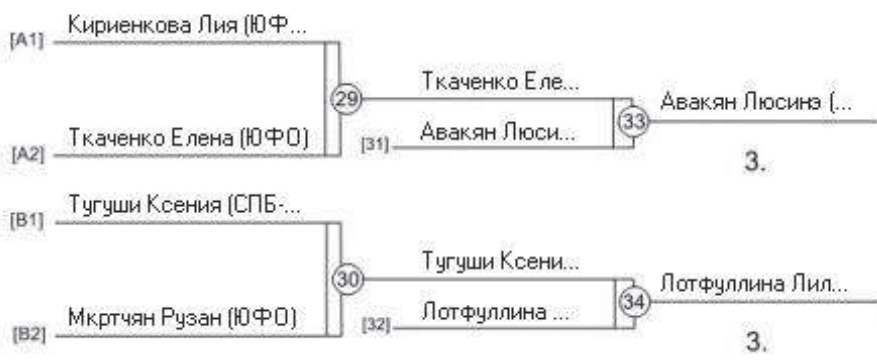 [A1] Кириенкова Лия (ЮФ...
29
Ткаченко Еле...
33
Авакян Люсинэ (...
[A2] Ткаченко Елена (ЮФО)
[31] Авакян Люси...
3.
[B1] Тугуши Ксения (СПБ-...
30
Тугуши Ксени...
34
Лотфуллина Лил...
[B2] Мкртчян Рузан (ЮФО)
[32] Лотфуллина ...
3.